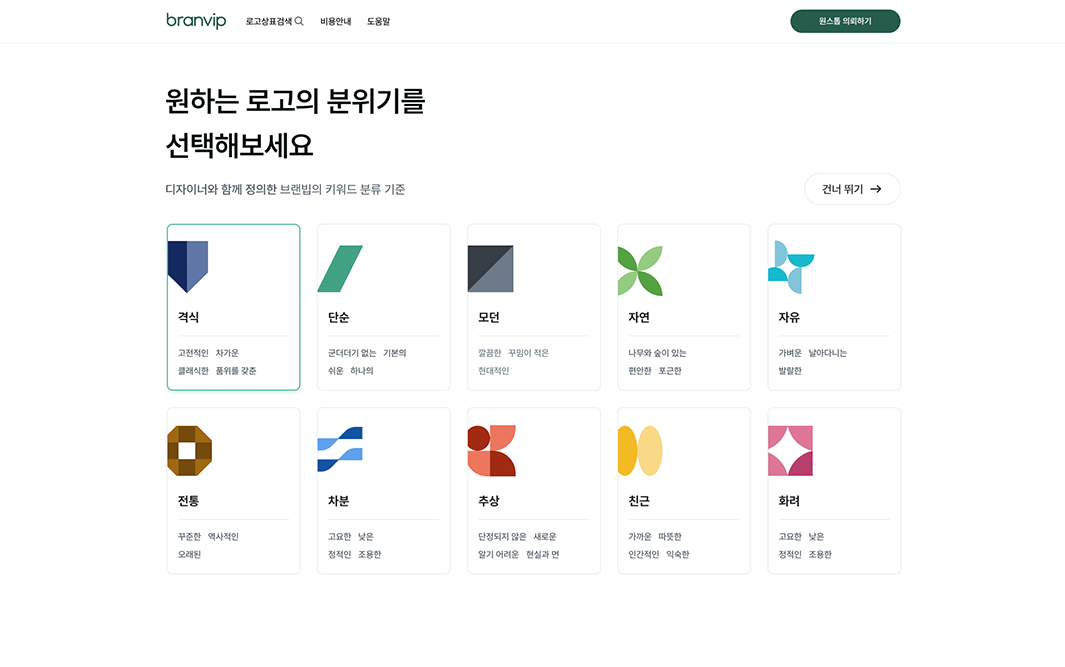 branvip 로고상표검색 비용안내 도움말 원스톱 의뢰하기
원하는 로고의 분위기를
선택해보세요
디자이너와 함께 정의한 브랜빕의 키워드 분류 기준
건너 뛰기 →
격식
고전적인 차가운
클래식한 품위를 갖춘
단순
군더더기 없는 기본의
쉬운 하나의
모던
깔끔한 꾸밈이 적은
현대적인
자연
나무와 숲이 있는
편안한 포근한
자유
가벼운 날아다니는
발랄한
전통
꾸준한 역사적인
오래된
차분
고요한 낮은
정적인 조용한
추상
단정되지 않은 새로운
알기 어려운 현실과 먼
친근
가까운 따뜻한
인간적인 익숙한
화려
고요한 낮은
정적인 조용한